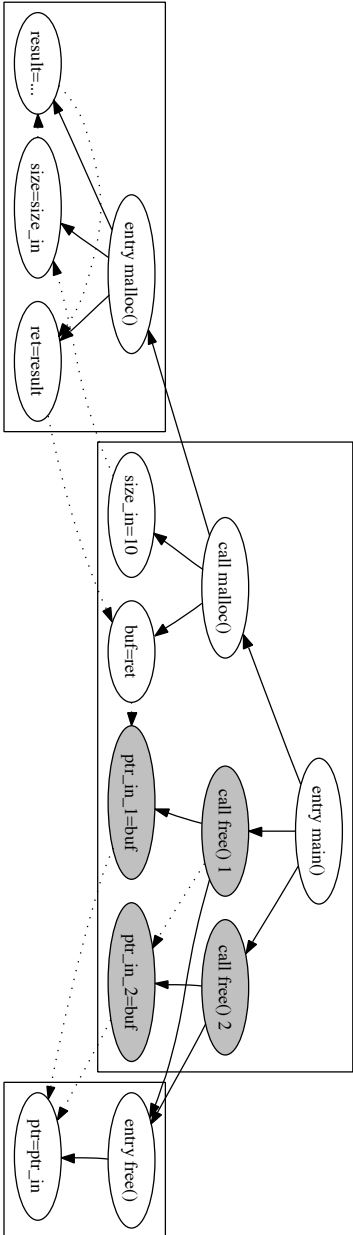 entry main()
call malloc()
call free() 1
call free() 2
entry malloc()
size_in=10
buf=ret
ptr_in_1=buf
ptr_in_2=buf
entry free()
result=...
size=size_in
ret=result
ptr=ptr_in